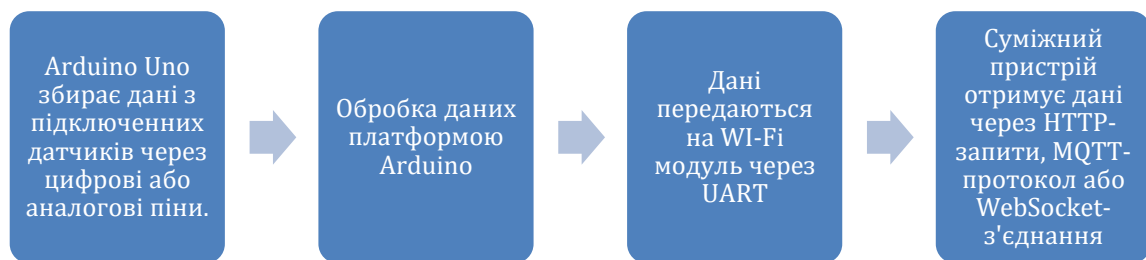 Arduino Uno
збирає дані з
підключенних
датчиків через
цифрові або
аналогові піни.
Обробка даних
платформою
Arduino
Дані
передаються
на WI-Fi
модуль через
UART
Суміжний
пристрій
отримує дані
через HTTP-
запити, MQTT-
протокол або
WebSocket-
з'єднання